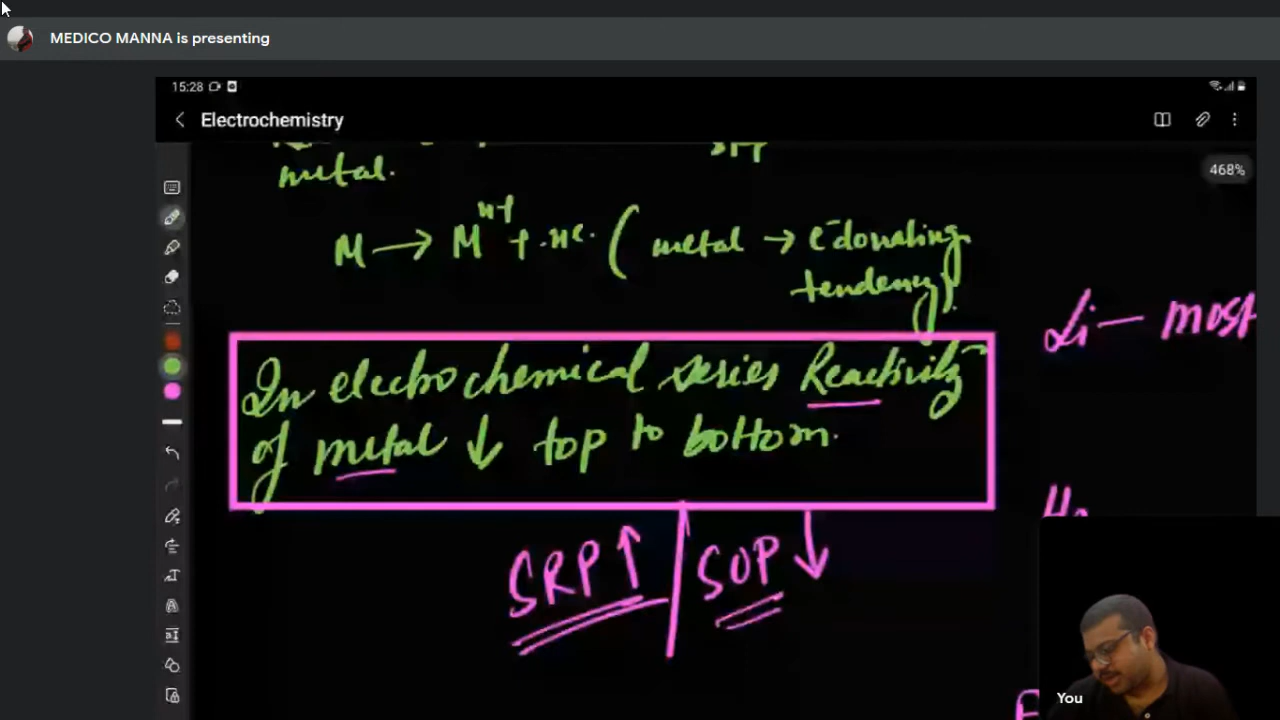 MEDICO MANNA is presenting
15:28
Electrochemistry
468%
metal.
M → M^n+ + ne. ( metal → e⁻donating
tendency).
Li — most
In electrochemical series Reactivity
of metal ↓ top to bottom.
SRP ↑ | SOP ↓
You